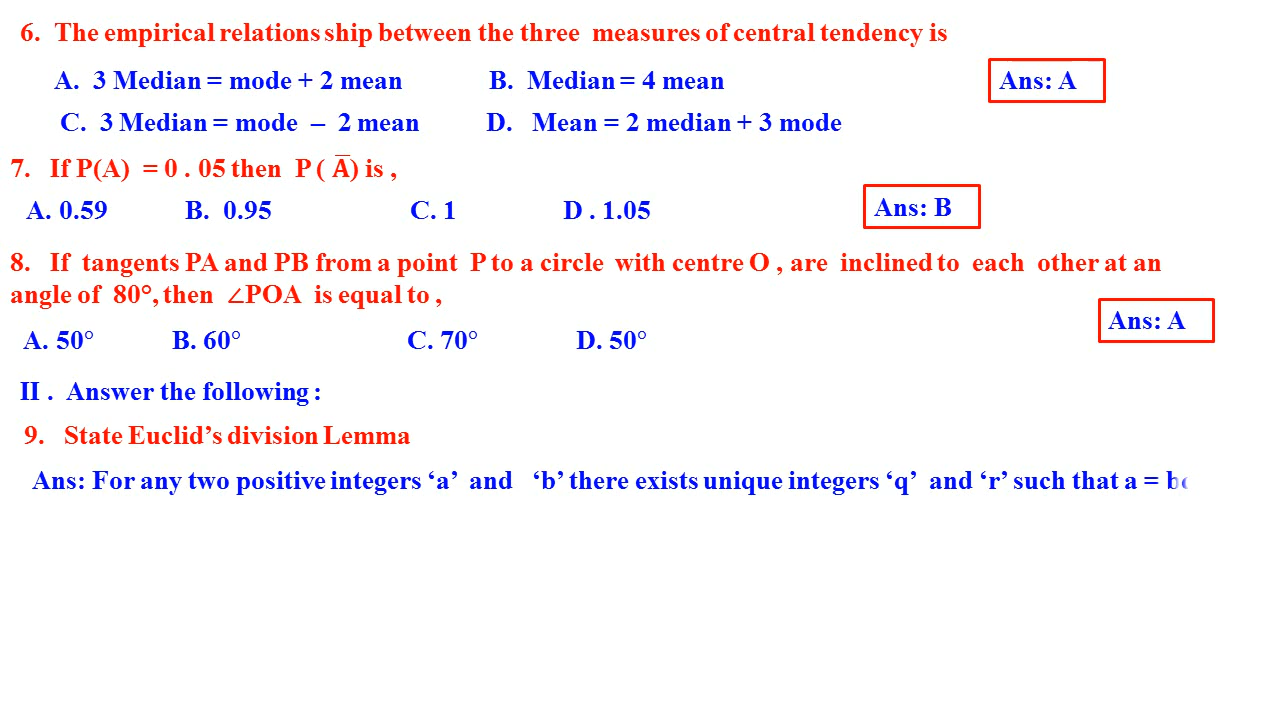 6. The empirical relations ship between the three measures of central tendency is
A. 3 Median = mode + 2 mean B. Median = 4 mean Ans: A
C. 3 Median = mode – 2 mean D. Mean = 2 median + 3 mode
7. If P(A) = 0 . 05 then P ( A̅) is ,
A. 0.59 B. 0.95 C. 1 D . 1.05 Ans: B
8. If tangents PA and PB from a point P to a circle with centre O , are inclined to each other at an
angle of 80°, then ∠POA is equal to ,
Ans: A
A. 50° B. 60° C. 70° D. 50°
II . Answer the following :
9. State Euclid’s division Lemma
Ans: For any two positive integers ‘a’ and ‘b’ there exists unique integers ‘q’ and ‘r’ such that a =